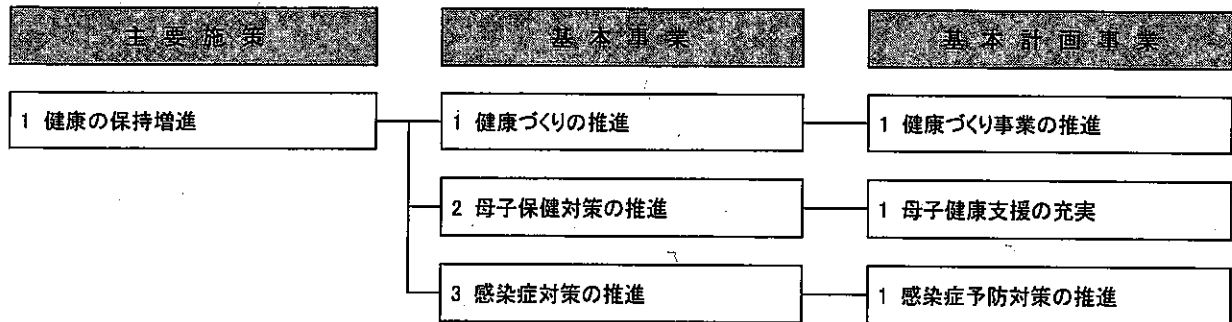 主要施策
基本事業
基本計画事業
1 健康の保持増進
1 健康づくりの推進
1 健康づくり事業の推進
2 母子保健対策の推進
1 母子健康支援の充実
3 感染症対策の推進
1 感染症予防対策の推進